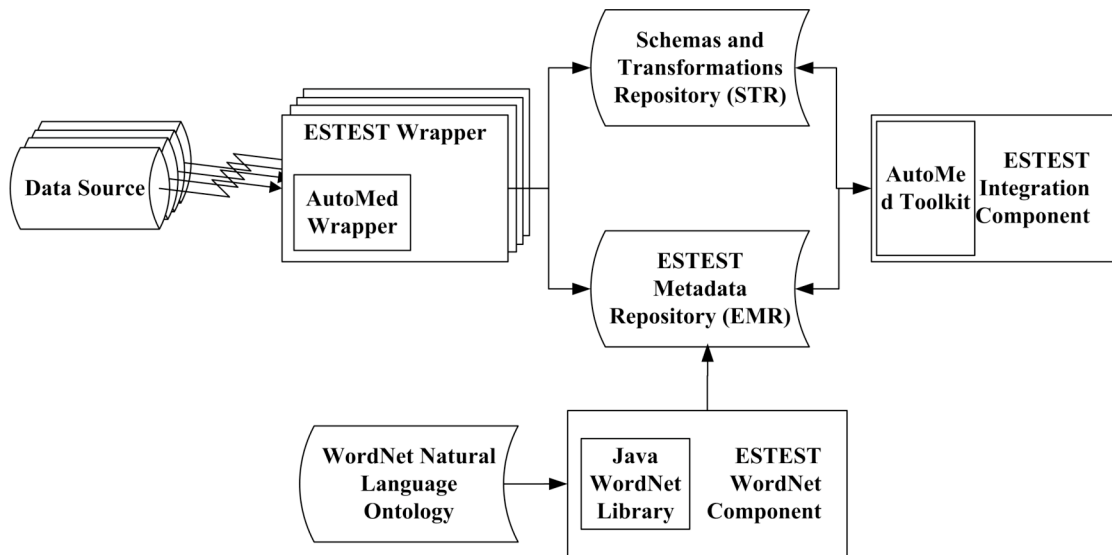 Data Source
ESTEST Wrapper
AutoMed
Wrapper
Schemas and
Transformations
Repository (STR)
ESTEST
Metadata
Repository (EMR)
AutoMe
d Toolkit
ESTEST
Integration
Component
WordNet Natural
Language
Ontology
Java
WordNet
Library
ESTEST
WordNet
Component